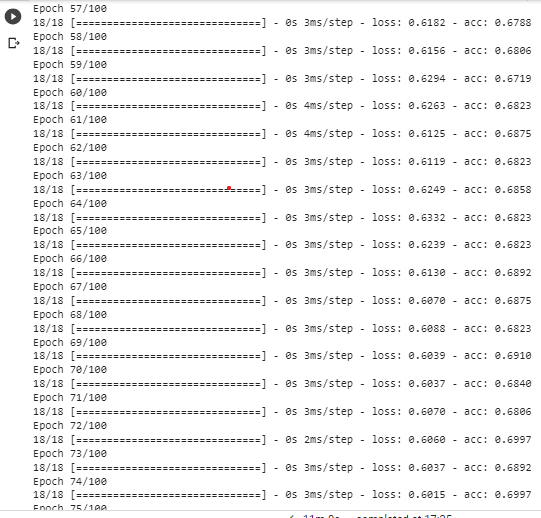 Epoch 57/100
18/18 [==============================] - 0s 3ms/step - loss: 0.6182 - acc: 0.6788
Epoch 58/100
18/18 [==============================] - 0s 3ms/step - loss: 0.6156 - acc: 0.6806
Epoch 59/100
18/18 [==============================] - 0s 3ms/step - loss: 0.6294 - acc: 0.6719
Epoch 60/100
18/18 [==============================] - 0s 4ms/step - loss: 0.6263 - acc: 0.6823
Epoch 61/100
18/18 [==============================] - 0s 4ms/step - loss: 0.6125 - acc: 0.6875
Epoch 62/100
18/18 [==============================] - 0s 3ms/step - loss: 0.6119 - acc: 0.6823
Epoch 63/100
18/18 [==============================] - 0s 3ms/step - loss: 0.6249 - acc: 0.6858
Epoch 64/100
18/18 [==============================] - 0s 3ms/step - loss: 0.6332 - acc: 0.6823
Epoch 65/100
18/18 [==============================] - 0s 3ms/step - loss: 0.6239 - acc: 0.6823
Epoch 66/100
18/18 [==============================] - 0s 3ms/step - loss: 0.6130 - acc: 0.6892
Epoch 67/100
18/18 [==============================] - 0s 3ms/step - loss: 0.6070 - acc: 0.6875
Epoch 68/100
18/18 [==============================] - 0s 3ms/step - loss: 0.6088 - acc: 0.6823
Epoch 69/100
18/18 [==============================] - 0s 3ms/step - loss: 0.6039 - acc: 0.6910
Epoch 70/100
18/18 [==============================] - 0s 3ms/step - loss: 0.6037 - acc: 0.6840
Epoch 71/100
18/18 [==============================] - 0s 3ms/step - loss: 0.6070 - acc: 0.6806
Epoch 72/100
18/18 [==============================] - 0s 2ms/step - loss: 0.6060 - acc: 0.6997
Epoch 73/100
18/18 [==============================] - 0s 3ms/step - loss: 0.6037 - acc: 0.6892
Epoch 74/100
18/18 [==============================] - 0s 3ms/step - loss: 0.6015 - acc: 0.6997
Epoch 75/100
completed at